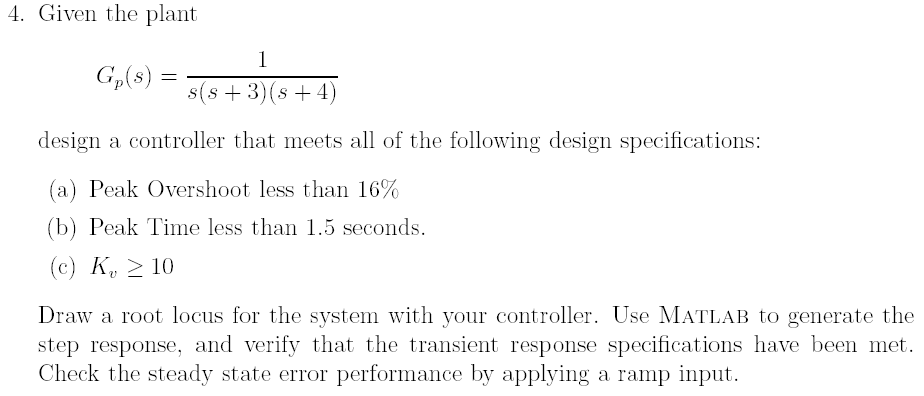 4. Given the plant
G_p(s) = 1 / (s(s + 3)(s + 4))
design a controller that meets all of the following design specifications:
(a) Peak Overshoot less than 16%
(b) Peak Time less than 1.5 seconds.
(c) K_v ≥ 10
Draw a root locus for the system with your controller. Use MATLAB to generate the
step response, and verify that the transient response specifications have been met.
Check the steady state error performance by applying a ramp input.